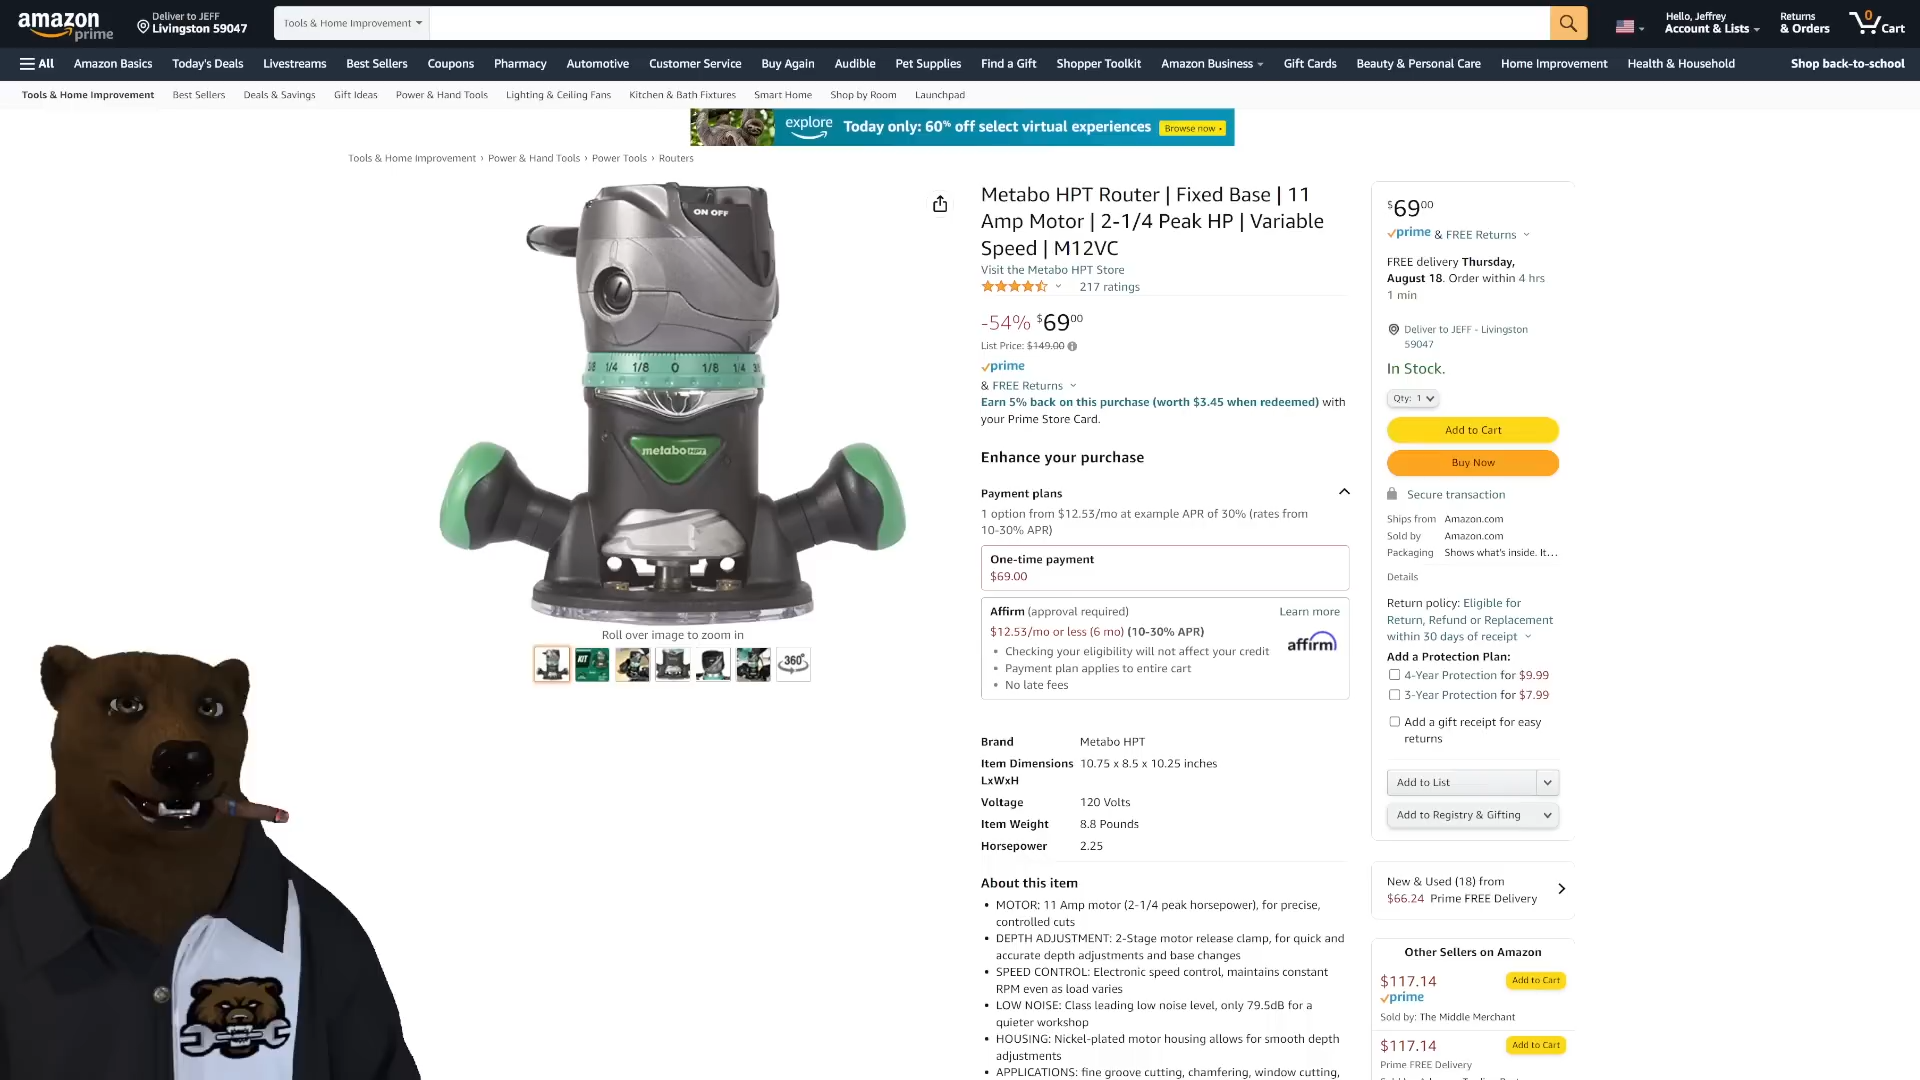 amazon
prime
Deliver to JEFF
Livingston 59047
Tools & Home Improvement
Hello, Jeffrey
Account & Lists
Returns
& Orders
0
Cart
All
Amazon Basics
Today's Deals
Livestreams
Best Sellers
Coupons
Pharmacy
Automotive
Customer Service
Buy Again
Audible
Pet Supplies
Find a Gift
Shopper Toolkit
Amazon Business
Gift Cards
Beauty & Personal Care
Home Improvement
Health & Household
Shop back-to-school
Tools & Home Improvement
Best Sellers
Deals & Savings
Gift Ideas
Power & Hand Tools
Lighting & Ceiling Fans
Kitchen & Bath Fixtures
Smart Home
Shop by Room
Launchpad
explore
Today only: 60% off select virtual experiences
Browse now ›
Tools & Home Improvement › Power & Hand Tools › Power Tools › Routers
ON OFF
3/8 1/4 1/8 0 1/8 1/4
metabo HPT
Roll over image to zoom in
KIT
360°
Metabo HPT Router | Fixed Base | 11
Amp Motor | 2-1/4 Peak HP | Variable
Speed | M12VC
Visit the Metabo HPT Store
217 ratings
-54% $6900
List Price: $149.00
prime
& FREE Returns
Earn 5% back on this purchase (worth $3.45 when redeemed) with
your Prime Store Card.
Enhance your purchase
Payment plans
1 option from $12.53/mo at example APR of 30% (rates from
10-30% APR)
One-time payment
$69.00
Affirm (approval required)
Learn more
$12.53/mo or less (6 mo) (10-30% APR)
affirm
• Checking your eligibility will not affect your credit
• Payment plan applies to entire cart
• No late fees
Brand Metabo HPT
Item Dimensions 10.75 x 8.5 x 10.25 inches
LxWxH
Voltage 120 Volts
Item Weight 8.8 Pounds
Horsepower 2.25
About this item
• MOTOR: 11 Amp motor (2-1/4 peak horsepower), for precise,
controlled cuts
• DEPTH ADJUSTMENT: 2-Stage motor release clamp, for quick and
accurate depth adjustments and base changes
• SPEED CONTROL: Electronic speed control, maintains constant
RPM even as load varies
• LOW NOISE: Class leading low noise level, only 79.5dB for a
quieter workshop
• HOUSING: Nickel-plated motor housing allows for smooth depth
adjustments
• APPLICATIONS: fine groove cutting, chamfering, window cutting,
$6900
prime & FREE Returns
FREE delivery Thursday,
August 18. Order within 4 hrs
1 min
Deliver to JEFF - Livingston
59047
In Stock.
Qty: 1
Add to Cart
Buy Now
Secure transaction
Ships from Amazon.com
Sold by Amazon.com
Packaging Shows what's inside. It…
Details
Return policy: Eligible for
Return, Refund or Replacement
within 30 days of receipt
Add a Protection Plan:
4-Year Protection for $9.99
3-Year Protection for $7.99
Add a gift receipt for easy
returns
Add to List
Add to Registry & Gifting
New & Used (18) from
$66.24 Prime FREE Delivery
Other Sellers on Amazon
$117.14
Add to Cart
prime
Sold by: The Middle Merchant
$117.14
Add to Cart
Prime FREE Delivery